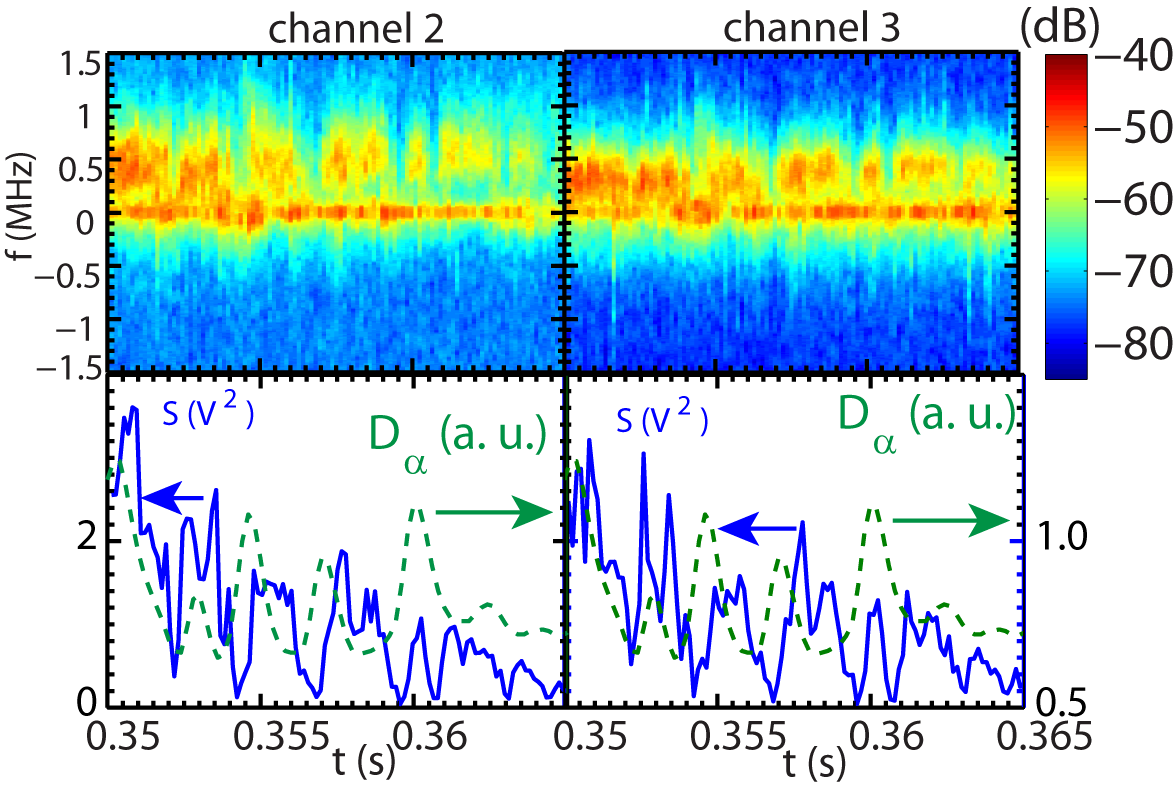 channel 2
channel 3
(dB)
1.5
1
0.5
0
−0.5
−1
−1.5
f (MHz)
−40
−50
−60
−70
−80
S (V 2 )
Dα (a. u.)
S (V 2 )
Dα (a. u.)
2
0
1.0
0.5
0.35
0.355
0.36
0.35
0.355
0.36
0.365
t (s)
t (s)